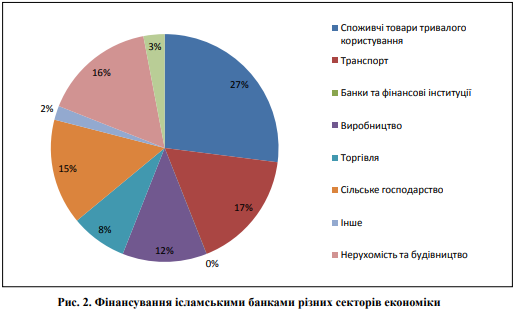 3%
27%
16%
2%
15%
8%
12%
0%
17%
Споживчі товари тривалого
користування
Транспорт
Банки та фінансові інституції
Виробництво
Торгівля
Сільське господарство
Інше
Нерухомість та будівництво
Рис. 2. Фінансування ісламськими банками різних секторів економіки